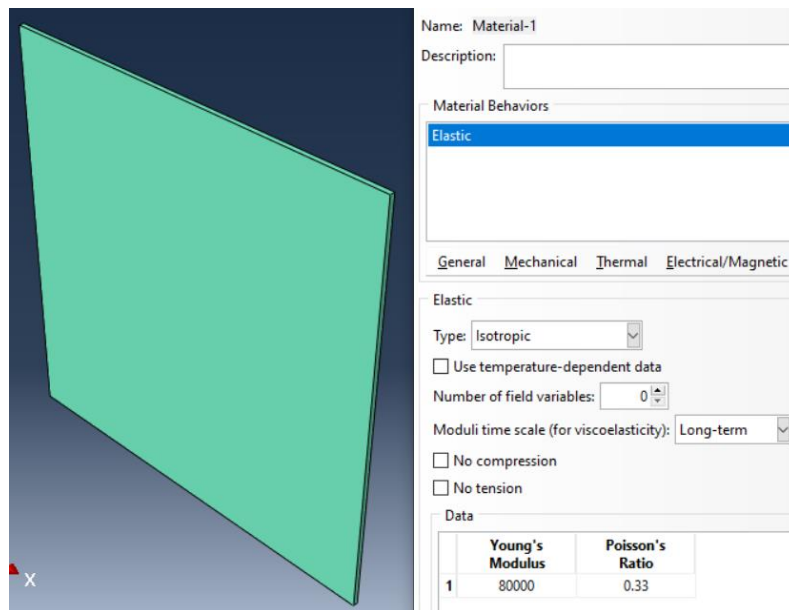 Name: Material-1
Description:
Material Behaviors
Elastic
General Mechanical Thermal Electrical/Magnetic
Elastic
Type: Isotropic
Use temperature-dependent data
Number of field variables: 0
Moduli time scale (for viscoelasticity): Long-term
No compression
No tension
Data
Young's Poisson's
Modulus Ratio
1 80000 0.33
X